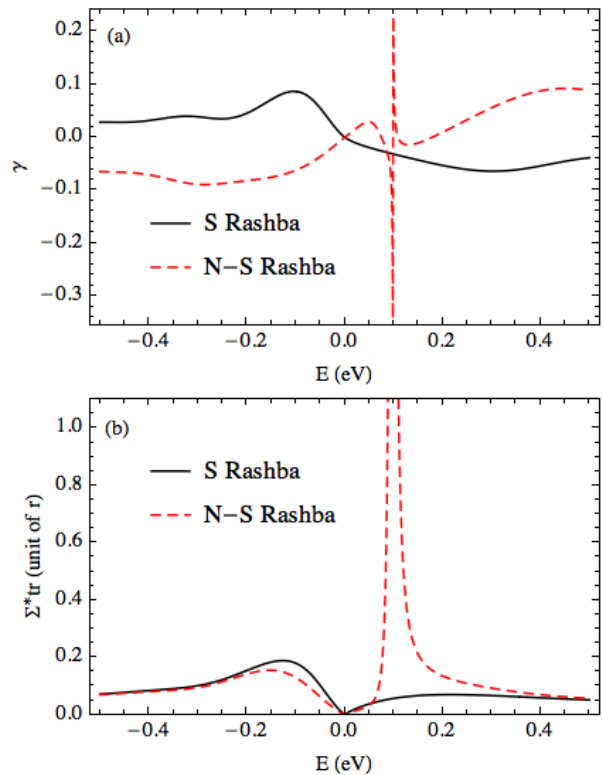 (a)
0.2
0.1
0.0
−0.1
−0.2
−0.3
γ
S Rashba
N−S Rashba
−0.4 −0.2 0.0 0.2 0.4
E (eV)
(b)
1.0
0.8
0.6
0.4
0.2
0.0
Σ*tr (unit of r)
S Rashba
N−S Rashba
−0.4 −0.2 0.0 0.2 0.4
E (eV)